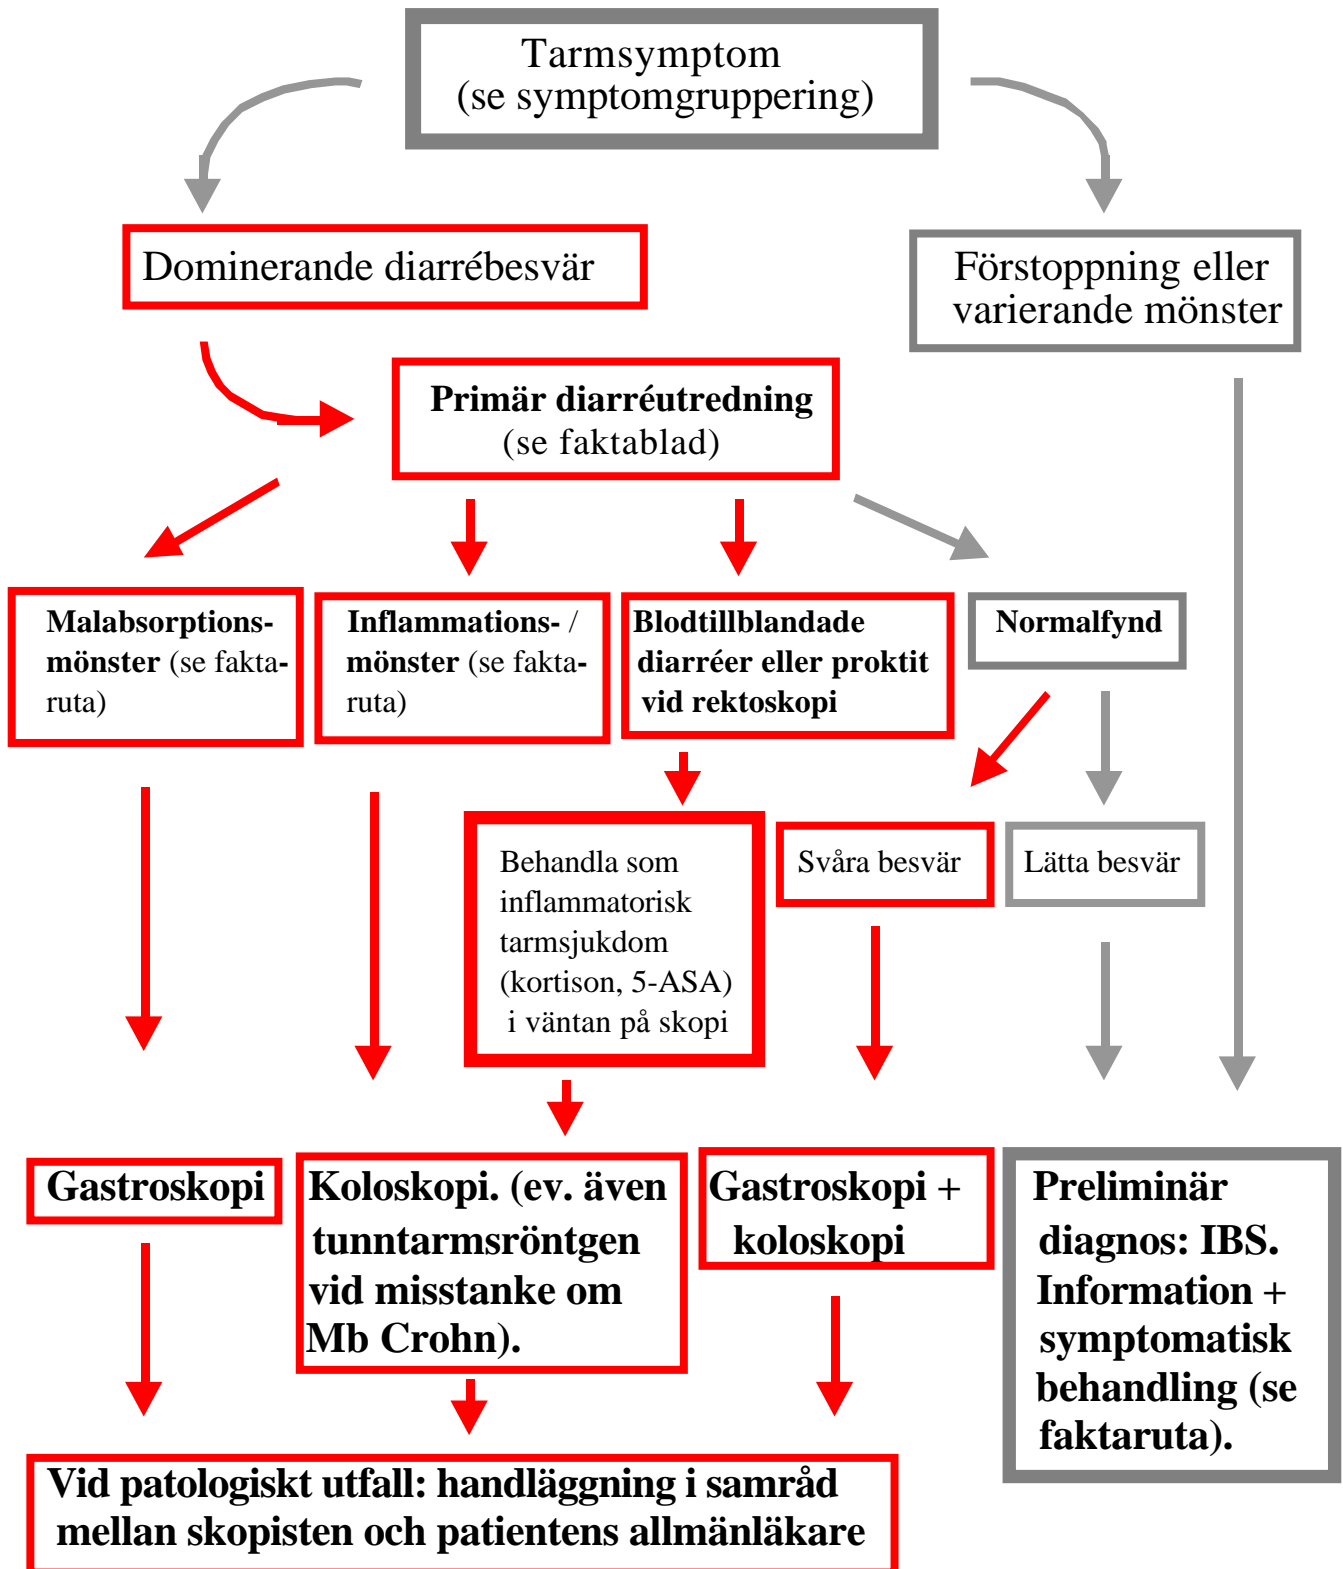 Tarmsymptom
(se symptomgruppering)
Dominerande diarrébesvär
Förstoppning eller
varierande mönster
Primär diarréutredning
(se faktablad)
Malabsorptions-
mönster (se fakta-
ruta)
Inflammations- /
mönster (se fakta-
ruta)
Blodtillblandade
diarréer eller proktit
vid rektoskopi
Normalfynd
Behandla som
inflammatorisk
tarmsjukdom
(kortison, 5-ASA)
i väntan på skopi
Svåra besvär
Lätta besvär
Gastroskopi
Koloskopi. (ev. även
tunntarmsröntgen
vid misstanke om
Mb Crohn).
Gastroskopi +
koloskopi
Preliminär
diagnos: IBS.
Information +
symptomatisk
behandling (se
faktaruta).
Vid patologiskt utfall: handläggning i samråd
mellan skopisten och patientens allmänläkare